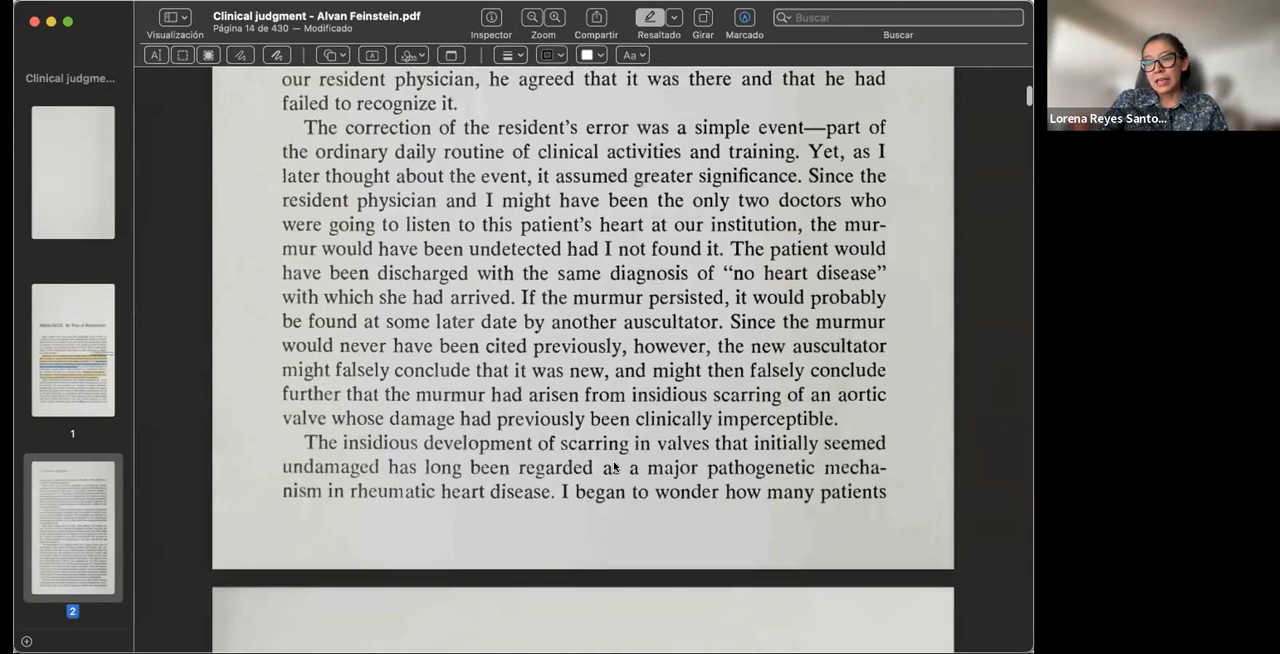 Clinical judgment - Alvan Feinstein.pdf
Página 14 de 430 — Modificado
Visualización
Inspector
Zoom
Compartir
Resaltado
Girar
Marcado
Buscar
Buscar
Aa
Clinical judgme...
1
2
our resident physician, he agreed that it was there and that he had
failed to recognize it.
The correction of the resident's error was a simple event—part of
the ordinary daily routine of clinical activities and training. Yet, as I
later thought about the event, it assumed greater significance. Since the
resident physician and I might have been the only two doctors who
were going to listen to this patient's heart at our institution, the mur-
mur would have been undetected had I not found it. The patient would
have been discharged with the same diagnosis of “no heart disease”
with which she had arrived. If the murmur persisted, it would probably
be found at some later date by another auscultator. Since the murmur
would never have been cited previously, however, the new auscultator
might falsely conclude that it was new, and might then falsely conclude
further that the murmur had arisen from insidious scarring of an aortic
valve whose damage had previously been clinically imperceptible.
The insidious development of scarring in valves that initially seemed
undamaged has long been regarded as a major pathogenetic mecha-
nism in rheumatic heart disease. I began to wonder how many patients
Lorena Reyes Santo...